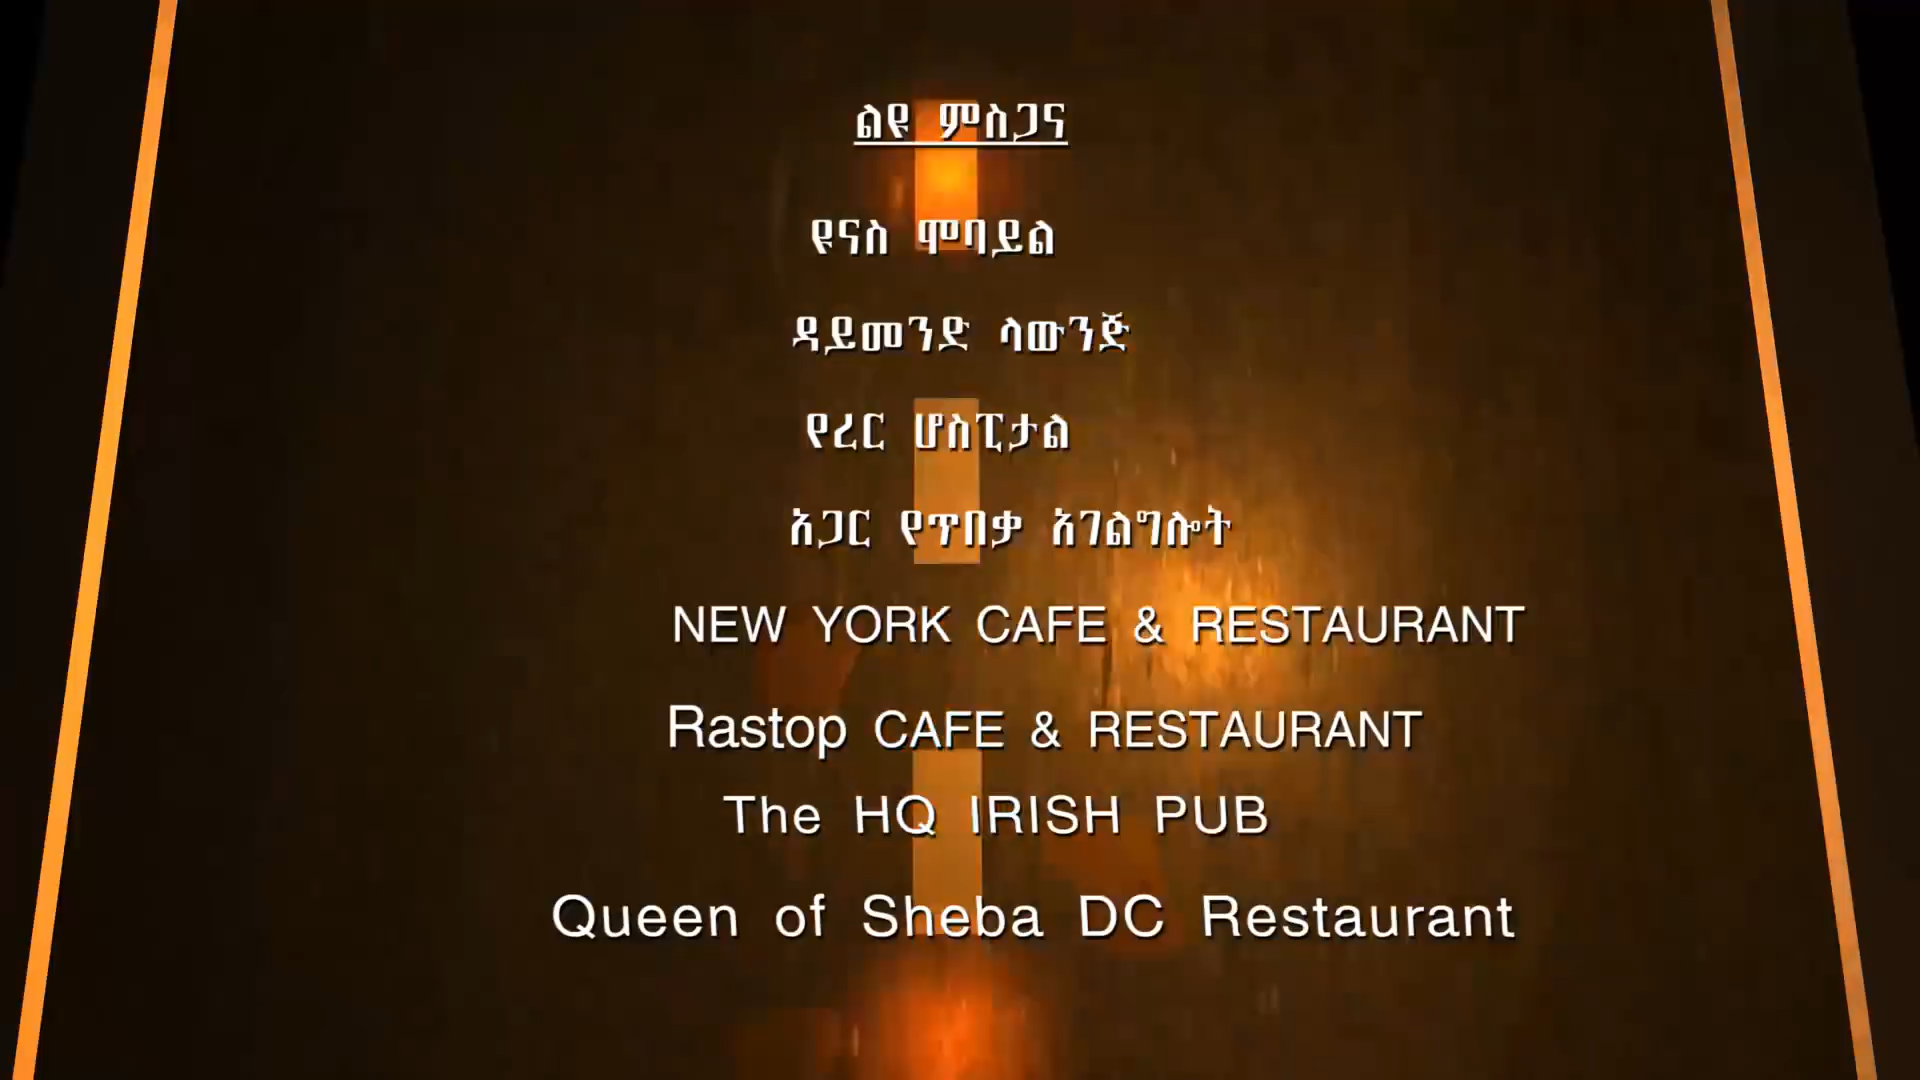 ልዩ ምስጋና
ዩናስ ሞባይል
ዳይመንድ ላውንጅ
የረር ሆስፒታል
አጋር የጥበቃ አገልግሎት
NEW YORK CAFE & RESTAURANT
Rastop CAFE & RESTAURANT
The HQ IRISH PUB
Queen of Sheba DC Restaurant